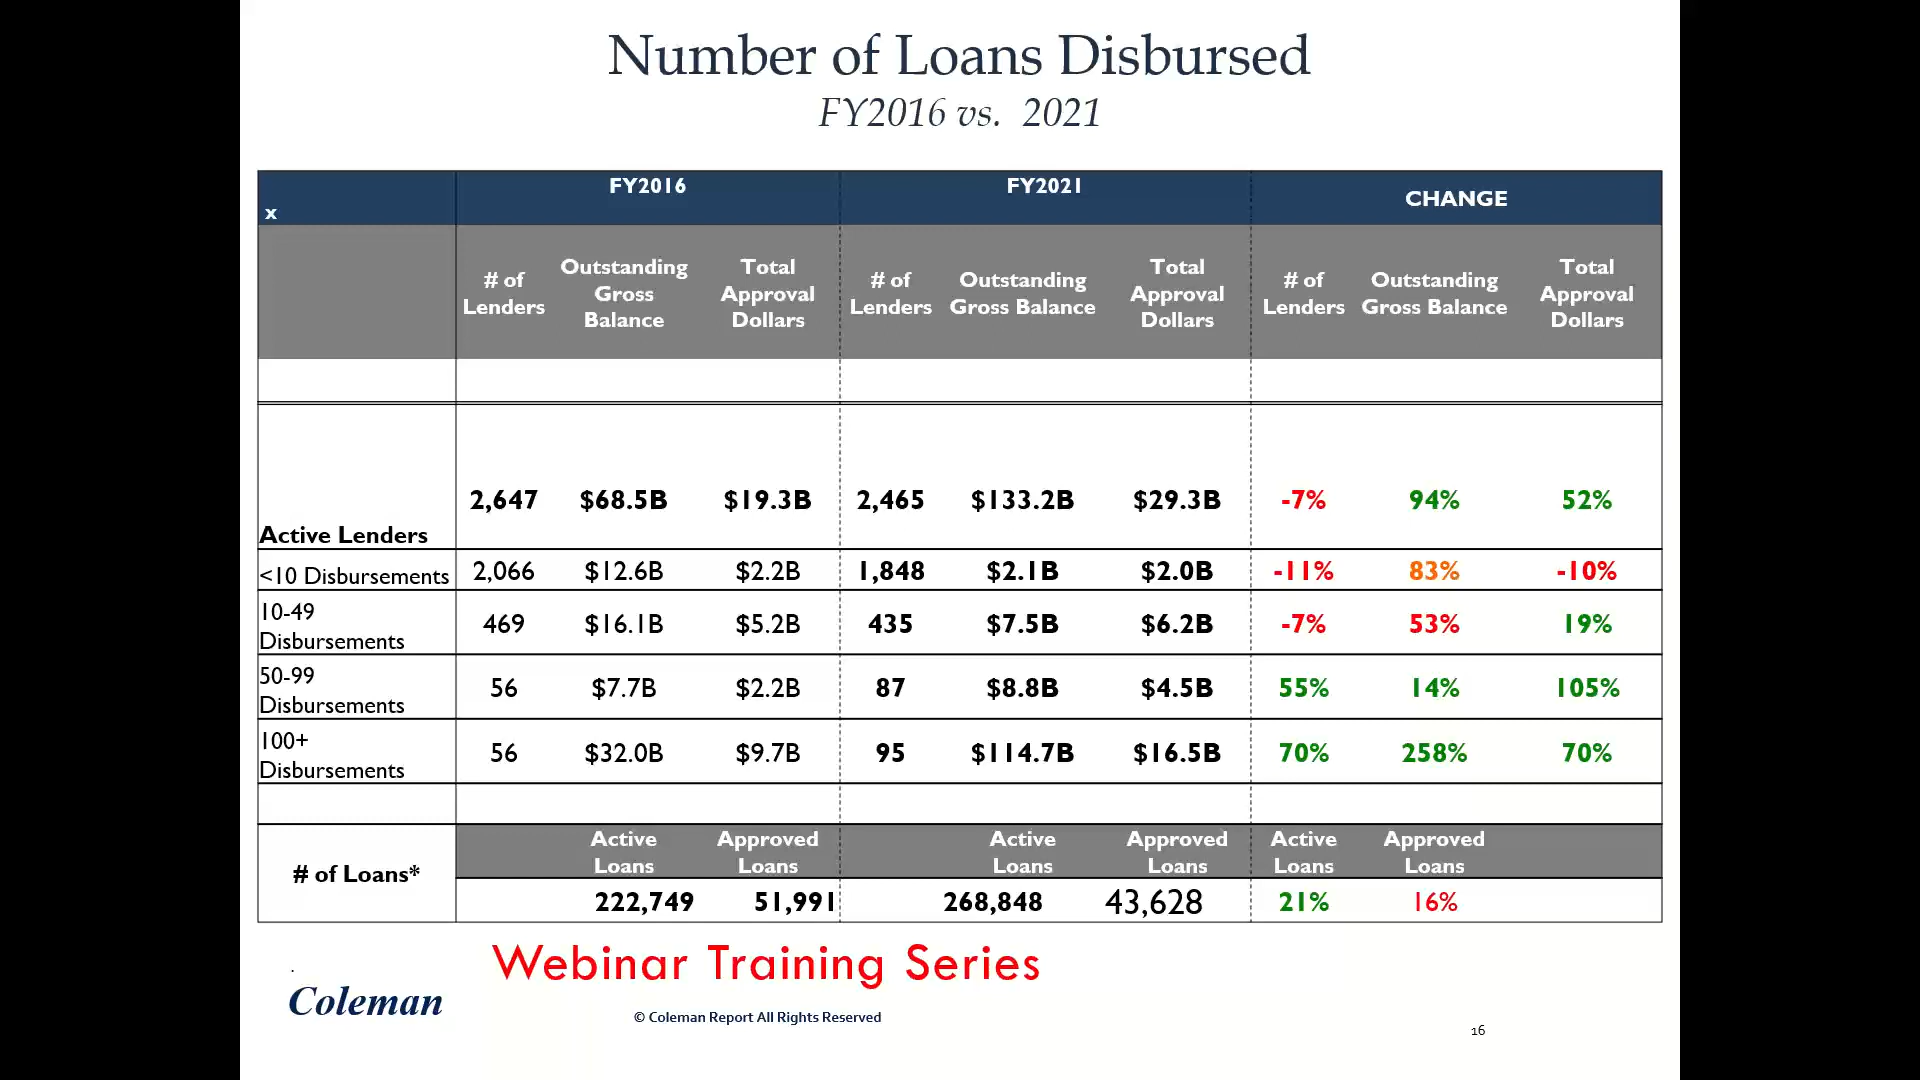 Number of Loans Disbursed
FY2016 vs. 2021
x FY2016 FY2021 CHANGE
# of Lenders Outstanding Gross Balance Total Approval Dollars # of Lenders Outstanding Gross Balance Total Approval Dollars # of Lenders Outstanding Gross Balance Total Approval Dollars
Active Lenders 2,647 $68.5B $19.3B 2,465 $133.2B $29.3B -7% 94% 52%
<10 Disbursements 2,066 $12.6B $2.2B 1,848 $2.1B $2.0B -11% 83% -10%
10-49 Disbursements 469 $16.1B $5.2B 435 $7.5B $6.2B -7% 53% 19%
50-99 Disbursements 56 $7.7B $2.2B 87 $8.8B $4.5B 55% 14% 105%
100+ Disbursements 56 $32.0B $9.7B 95 $114.7B $16.5B 70% 258% 70%
# of Loans* Active Loans Approved Loans Active Loans Approved Loans Active Loans Approved Loans
222,749 51,991 268,848 43,628 21% 16%
Webinar Training Series
Coleman
© Coleman Report All Rights Reserved
16